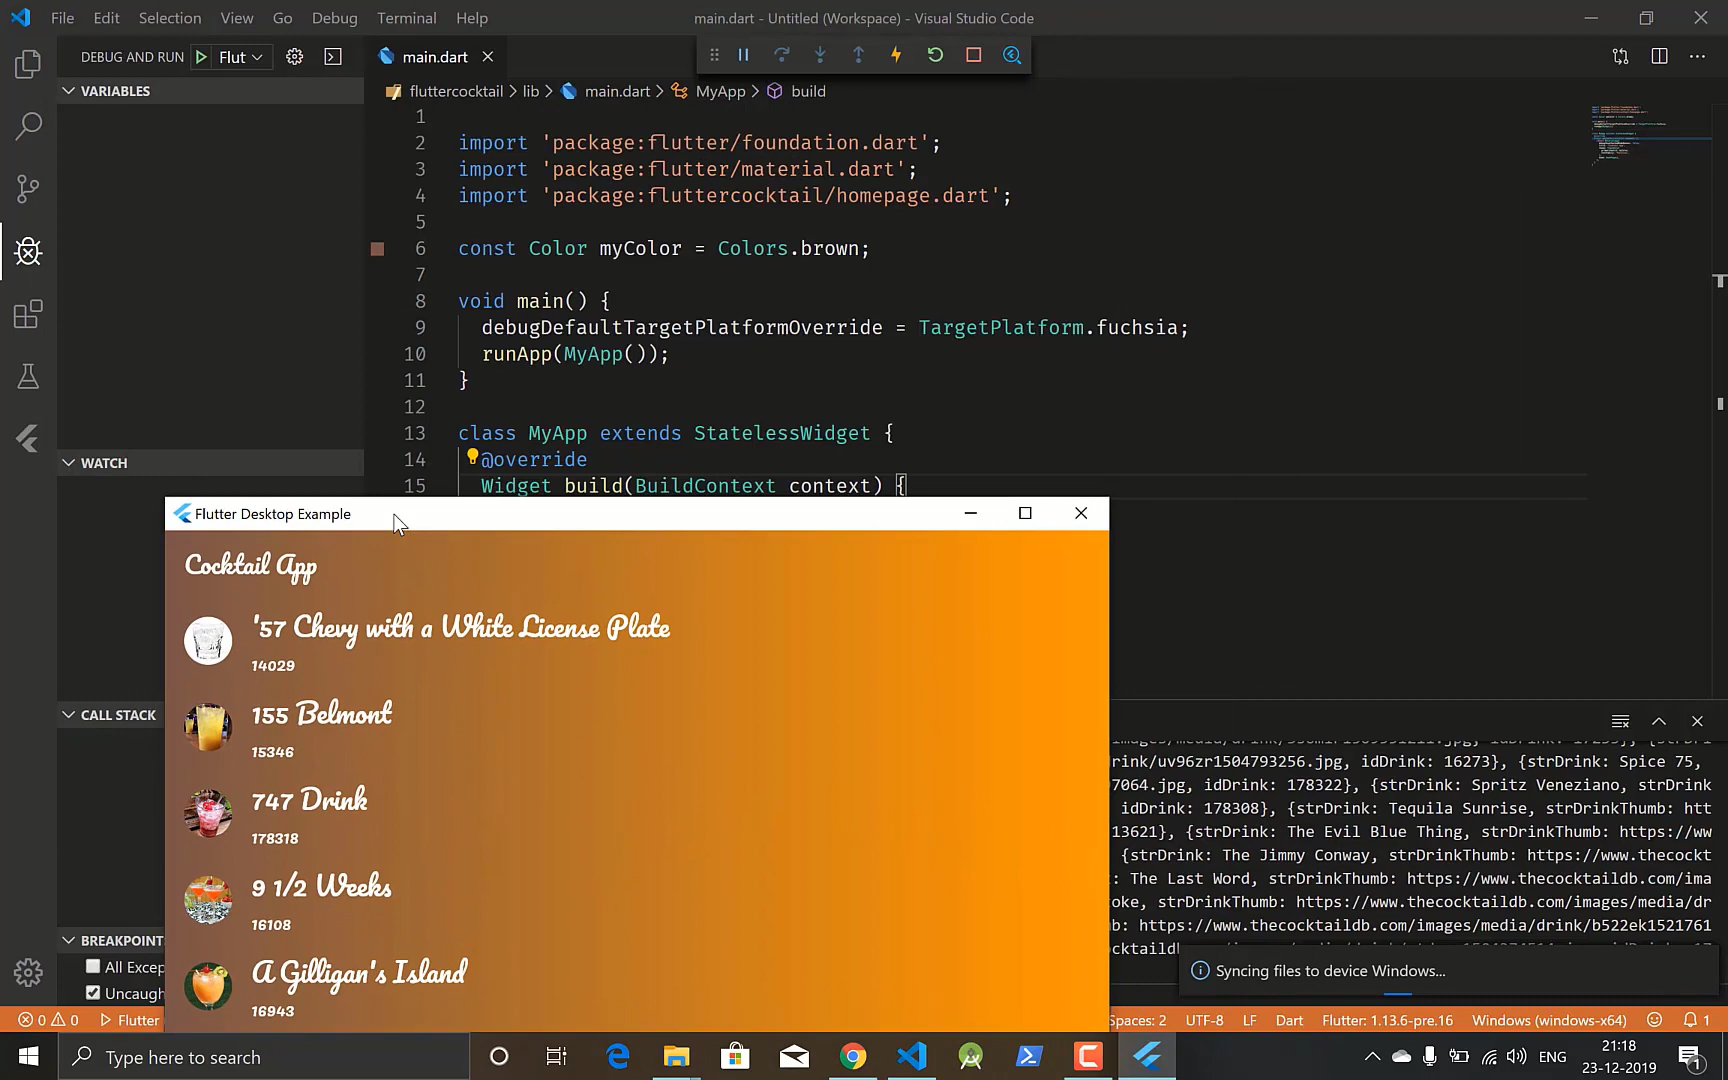 File Edit Selection View Go Debug Terminal Help
main.dart - Untitled (Workspace) - Visual Studio Code
DEBUG AND RUN Flut
main.dart
VARIABLES
fluttercocktail > lib > main.dart > MyApp > build
1
2 import 'package:flutter/foundation.dart';
3 import 'package:flutter/material.dart';
4 import 'package:fluttercocktail/homepage.dart';
5
6 const Color myColor = Colors.brown;
7
8 void main() {
9 debugDefaultTargetPlatformOverride = TargetPlatform.fuchsia;
10 runApp(MyApp());
11 }
12
13 class MyApp extends StatelessWidget {
14 @override
15 Widget build(BuildContext context) {
WATCH
Flutter Desktop Example
Cocktail App
'57 Chevy with a White License Plate
14029
155 Belmont
15346
747 Drink
178318
9 1/2 Weeks
16108
A Gilligan's Island
16943
CALL STACK
rink/uv96zr1504793256.jpg, idDrink: 16273}, {strDrink: Spice 75,
7064.jpg, idDrink: 178322}, {strDrink: Spritz Veneziano, strDrink
idDrink: 178308}, {strDrink: Tequila Sunrise, strDrinkThumb: htt
13621}, {strDrink: The Evil Blue Thing, strDrinkThumb: https://ww
{strDrink: The Jimmy Conway, strDrinkThumb: https://www.thecockt
: The Last Word, strDrinkThumb: https://www.thecocktaildb.com/ima
oke, strDrinkThumb: https://www.thecocktaildb.com/images/media/dr
b: https://www.thecocktaildb.com/images/media/drink/b522ek1521761
Syncing files to device Windows...
BREAKPOINT
All Excep
Uncaugh
0 0 Flutter
Spaces: 2 UTF-8 LF Dart Flutter: 1.13.6-pre.16 Windows (windows-x64) 1
Type here to search
ENG
21:18
23-12-2019
1